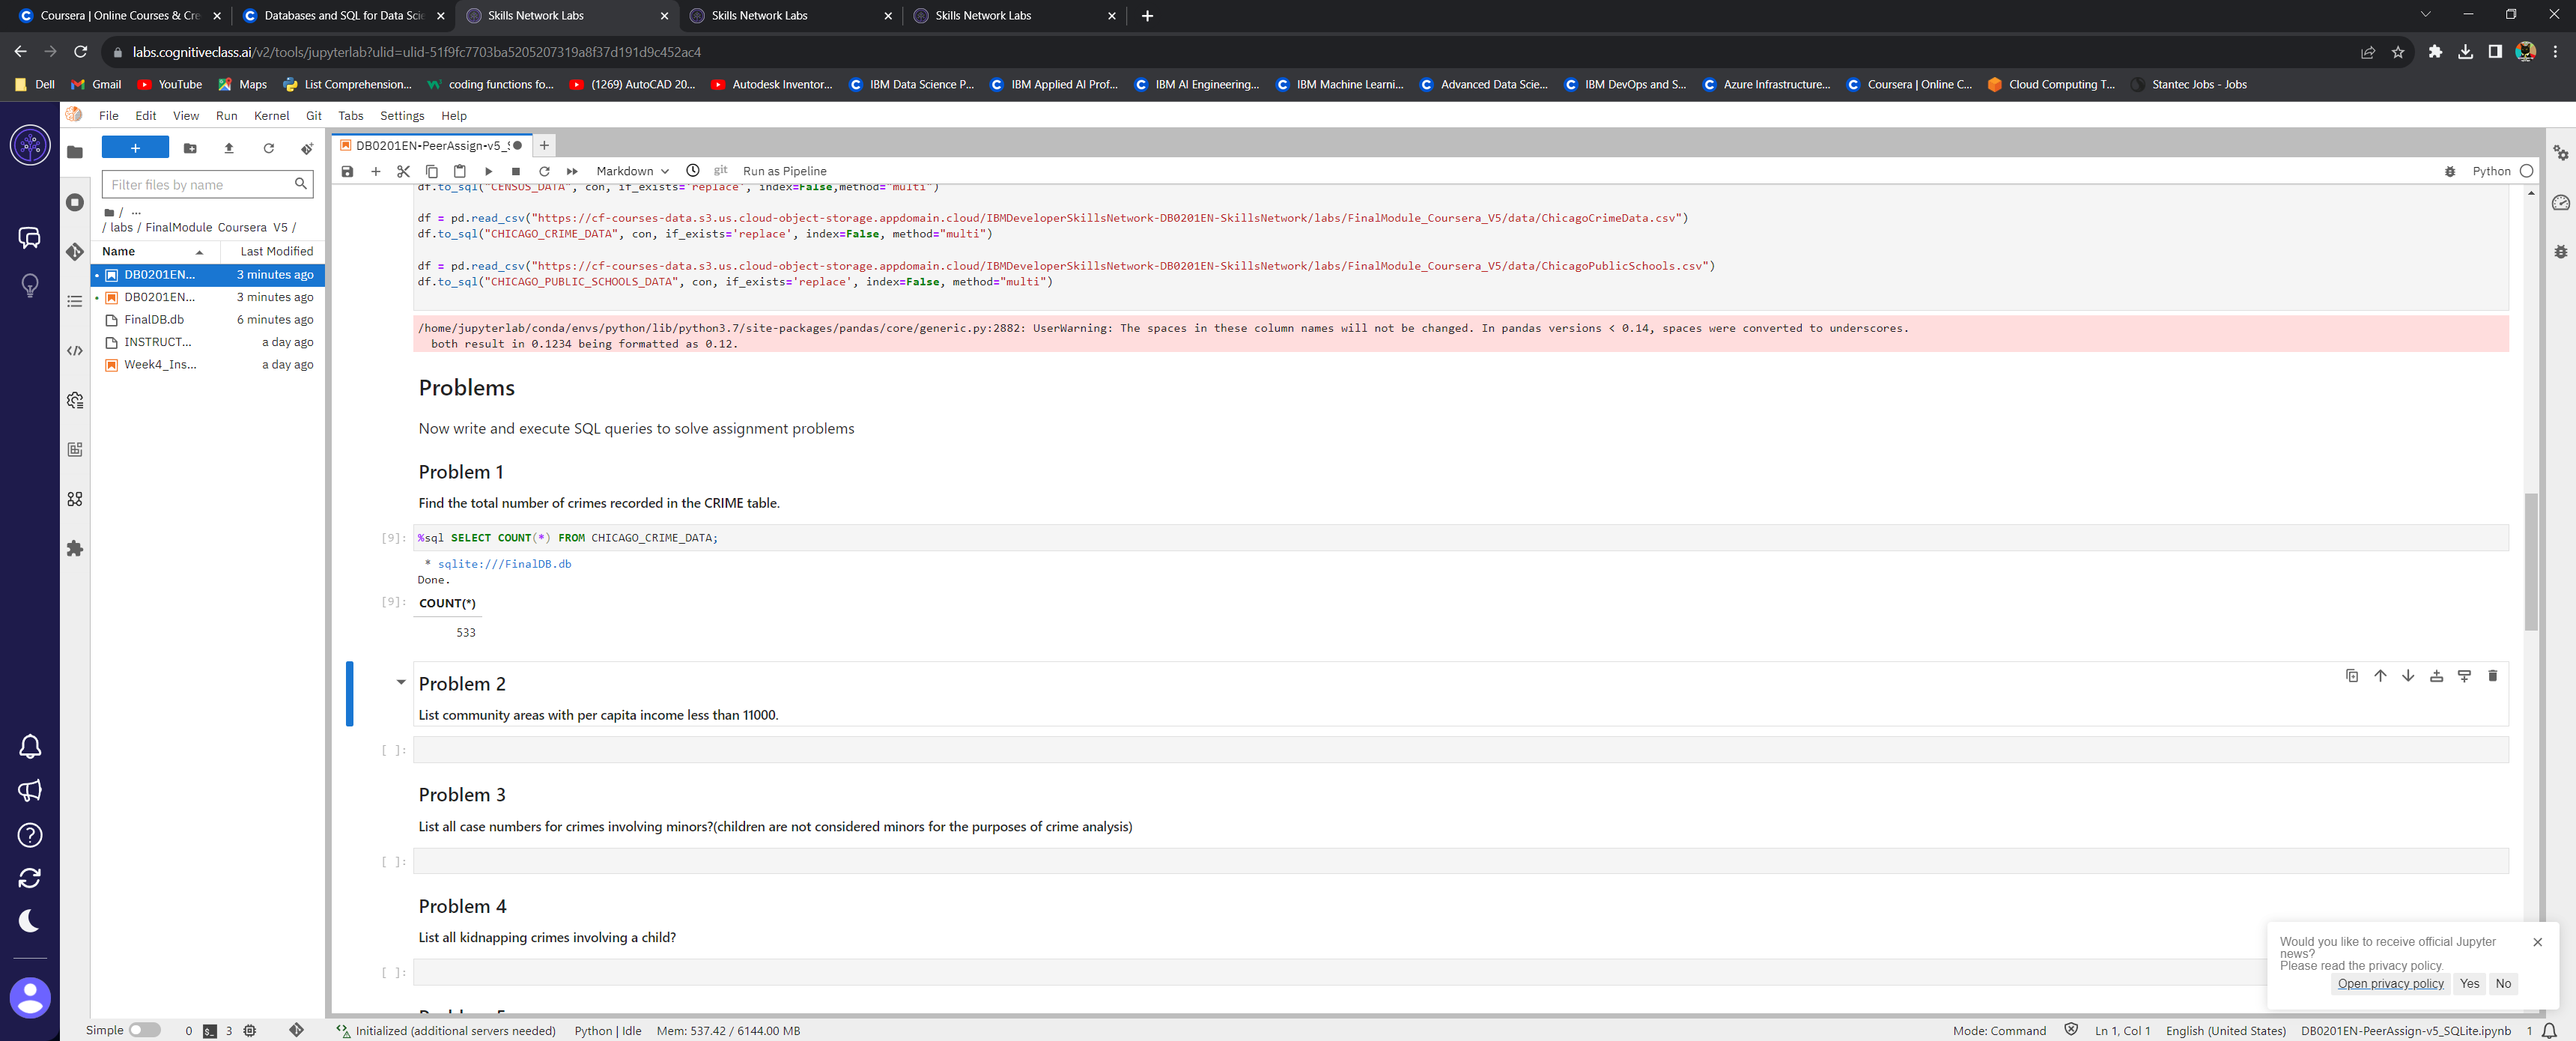 Coursera | Online Courses & Cre
Databases and SQL for Data Scie
Skills Network Labs
Skills Network Labs
Skills Network Labs
labs.cognitiveclass.ai/v2/tools/jupyterlab?ulid=ulid-51f9fc7703ba5205207319a8f37d191d9c452ac4
Dell
Gmail
YouTube
Maps
List Comprehension...
coding functions fo...
(1269) AutoCAD 20...
Autodesk Inventor...
IBM Data Science P...
IBM Applied AI Prof...
IBM AI Engineering...
IBM Machine Learni...
Advanced Data Scie...
IBM DevOps and S...
Azure Infrastructure...
Coursera | Online C...
Cloud Computing T...
Stantec Jobs - Jobs
File Edit View Run Kernel Git Tabs Settings Help
Filter files by name
/ ...
/ labs / FinalModule Coursera V5 /
Name Last Modified
DB0201EN... 3 minutes ago
DB0201EN... 3 minutes ago
FinalDB.db 6 minutes ago
INSTRUCT... a day ago
Week4_Ins... a day ago
DB0201EN-PeerAssign-v5_S
Markdown git Run as Pipeline Python
df.to_sql("CENSUS_DATA", con, if_exists='replace', index=False,method="multi")
df = pd.read_csv("https://cf-courses-data.s3.us.cloud-object-storage.appdomain.cloud/IBMDeveloperSkillsNetwork-DB0201EN-SkillsNetwork/labs/FinalModule_Coursera_V5/data/ChicagoCrimeData.csv")
df.to_sql("CHICAGO_CRIME_DATA", con, if_exists='replace', index=False, method="multi")
df = pd.read_csv("https://cf-courses-data.s3.us.cloud-object-storage.appdomain.cloud/IBMDeveloperSkillsNetwork-DB0201EN-SkillsNetwork/labs/FinalModule_Coursera_V5/data/ChicagoPublicSchools.csv")
df.to_sql("CHICAGO_PUBLIC_SCHOOLS_DATA", con, if_exists='replace', index=False, method="multi")
/home/jupyterlab/conda/envs/python/lib/python3.7/site-packages/pandas/core/generic.py:2882: UserWarning: The spaces in these column names will not be changed. In pandas versions < 0.14, spaces were converted to underscores.
both result in 0.1234 being formatted as 0.12.
Problems
Now write and execute SQL queries to solve assignment problems
Problem 1
Find the total number of crimes recorded in the CRIME table.
[9]: %sql SELECT COUNT(*) FROM CHICAGO_CRIME_DATA;
* sqlite:///FinalDB.db
Done.
[9]: COUNT(*)
533
Problem 2
List community areas with per capita income less than 11000.
[ ]:
Problem 3
List all case numbers for crimes involving minors?(children are not considered minors for the purposes of crime analysis)
[ ]:
Problem 4
List all kidnapping crimes involving a child?
[ ]:
Would you like to receive official Jupyter
news?
Please read the privacy policy.
Open privacy policy Yes No
Simple 0 3 Initialized (additional servers needed) Python | Idle Mem: 537.42 / 6144.00 MB Mode: Command Ln 1, Col 1 English (United States) DB0201EN-PeerAssign-v5_SQLite.ipynb 1